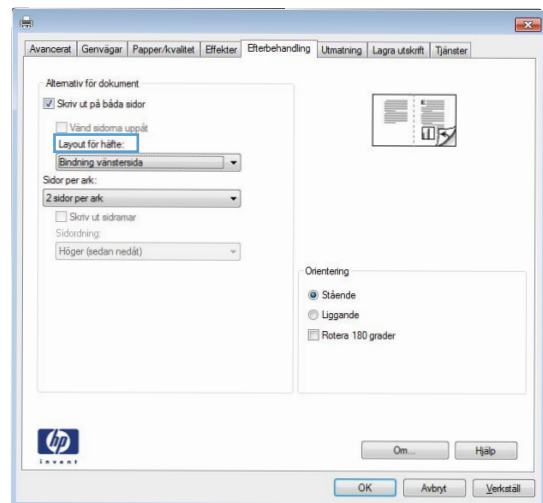 Avancerat Genvägar Papper/kvalitet Effekter Efterbehandling Utmatning Lagra utskrift Tjänster
Alternativ för dokument
Skriv ut på båda sidor
Vänd sidorna uppåt
Layout för häfte:
Bindning vänstersida
Sidor per ark:
2 sidor per ark
Skriv ut sidramar
Sidordning:
Höger (sedan nedåt)
Orientering
Stående
Liggande
Rotera 180 grader
hp
invent
Om...
Hjälp
OK
Avbryt
Verkställ